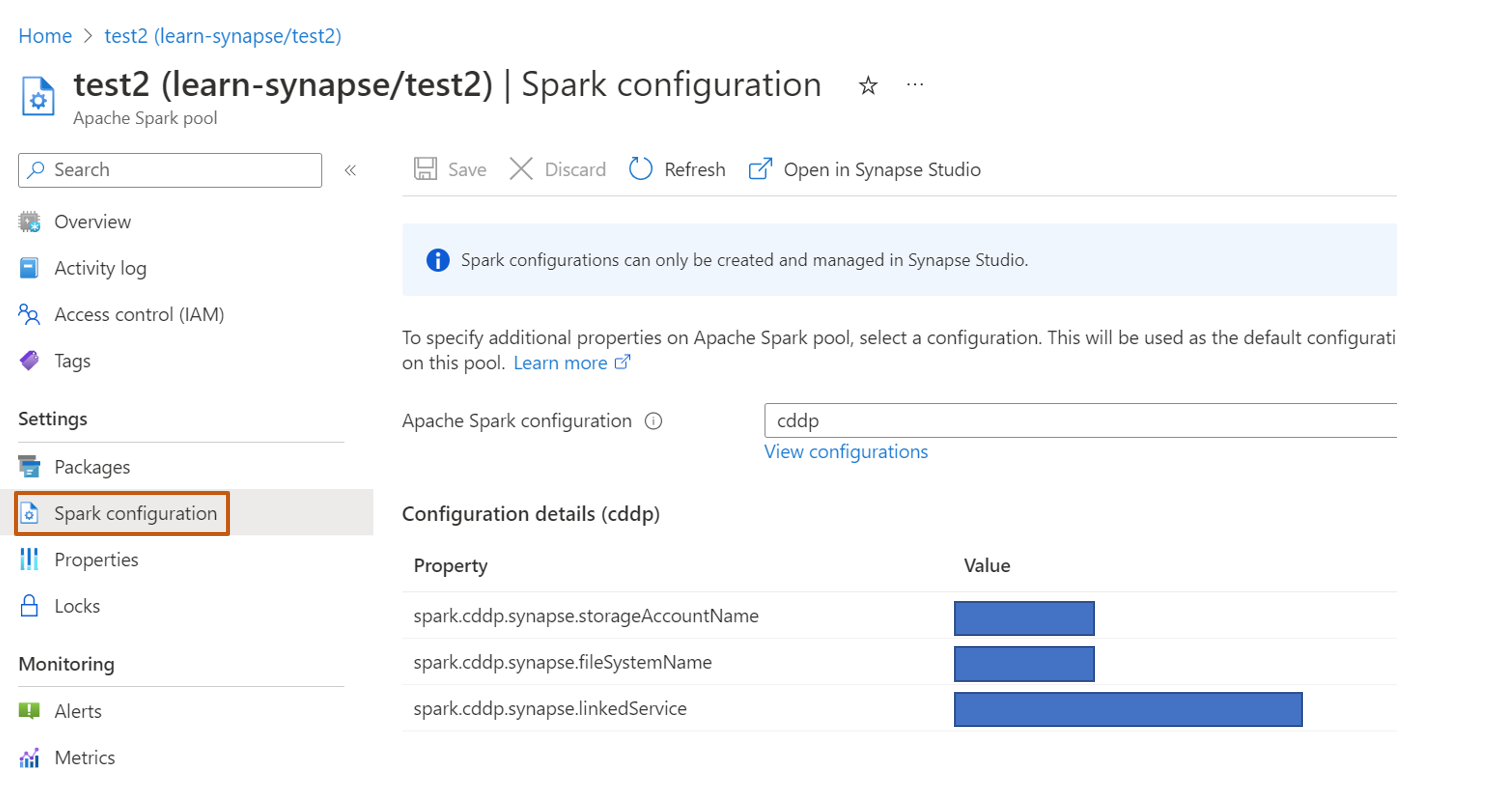 Home > test2 (learn-synapse/test2)
test2 (learn-synapse/test2) | Spark configuration
Apache Spark pool
Search
Save Discard Refresh Open in Synapse Studio
Overview
Activity log
Access control (IAM)
Tags
Settings
Packages
Spark configuration
Properties
Locks
Monitoring
Alerts
Metrics
Spark configurations can only be created and managed in Synapse Studio.
To specify additional properties on Apache Spark pool, select a configuration. This will be used as the default configurati
on this pool. Learn more
Apache Spark configuration cddp
View configurations
Configuration details (cddp)
Property Value
spark.cddp.synapse.storageAccountName
spark.cddp.synapse.fileSystemName
spark.cddp.synapse.linkedService